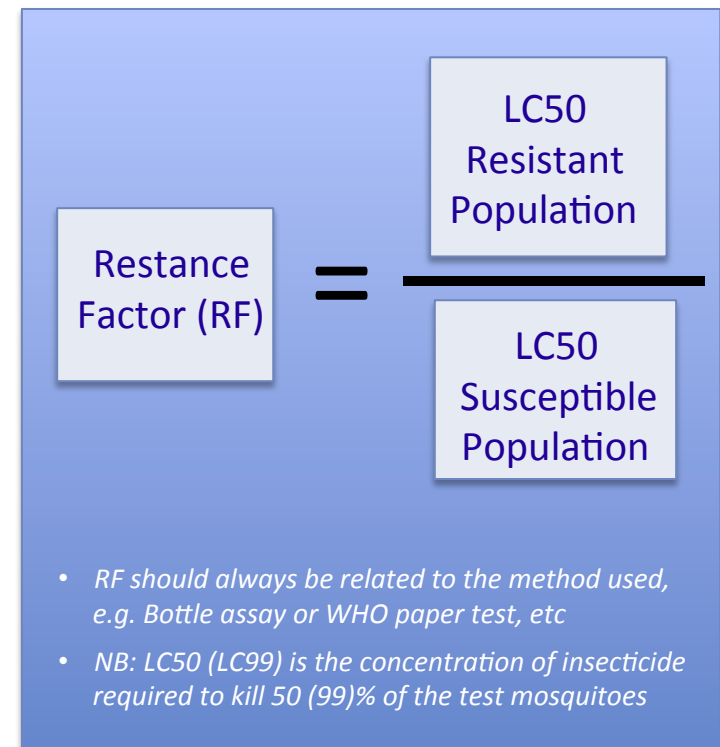 Restance
Factor (RF)
=
LC50
Resistant
Population
LC50
Susceptible
Population
• RF should always be related to the method used,
e.g. Bottle assay or WHO paper test, etc
• NB: LC50 (LC99) is the concentration of insecticide
required to kill 50 (99)% of the test mosquitoes